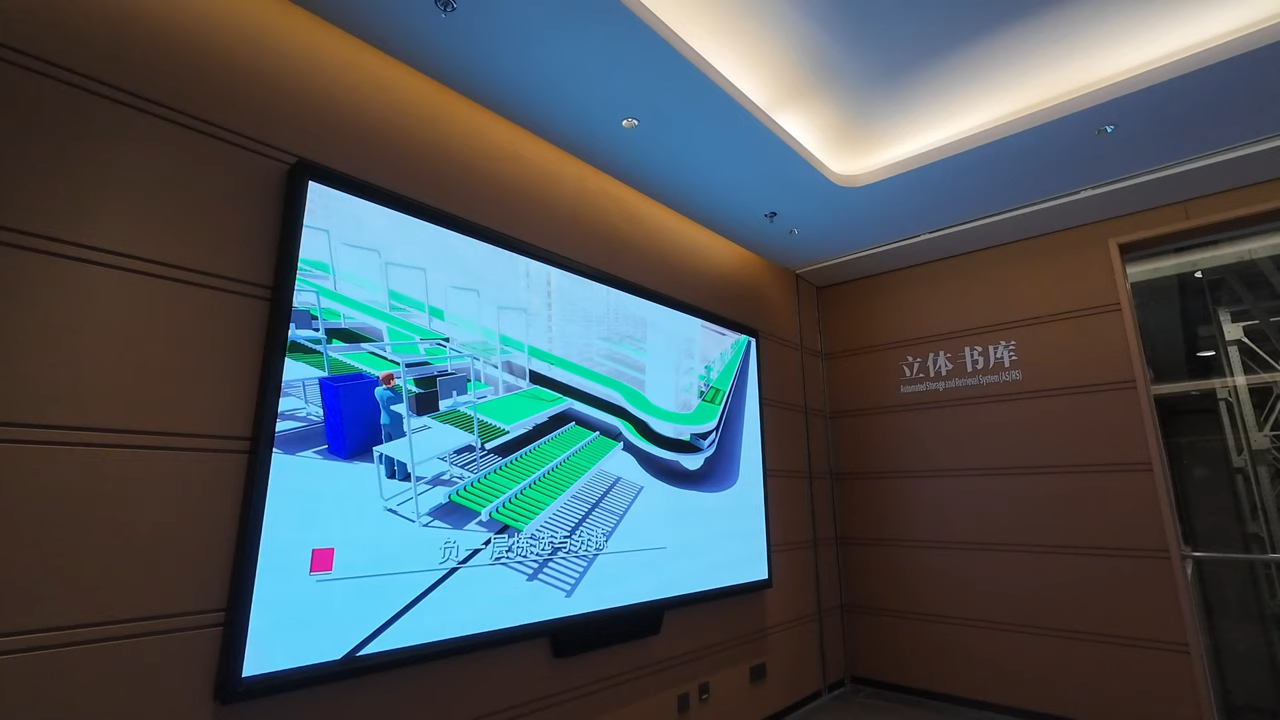 负一层拣选与分拣
立体书库
Automated Storage and Retrieval System (AS/RS)